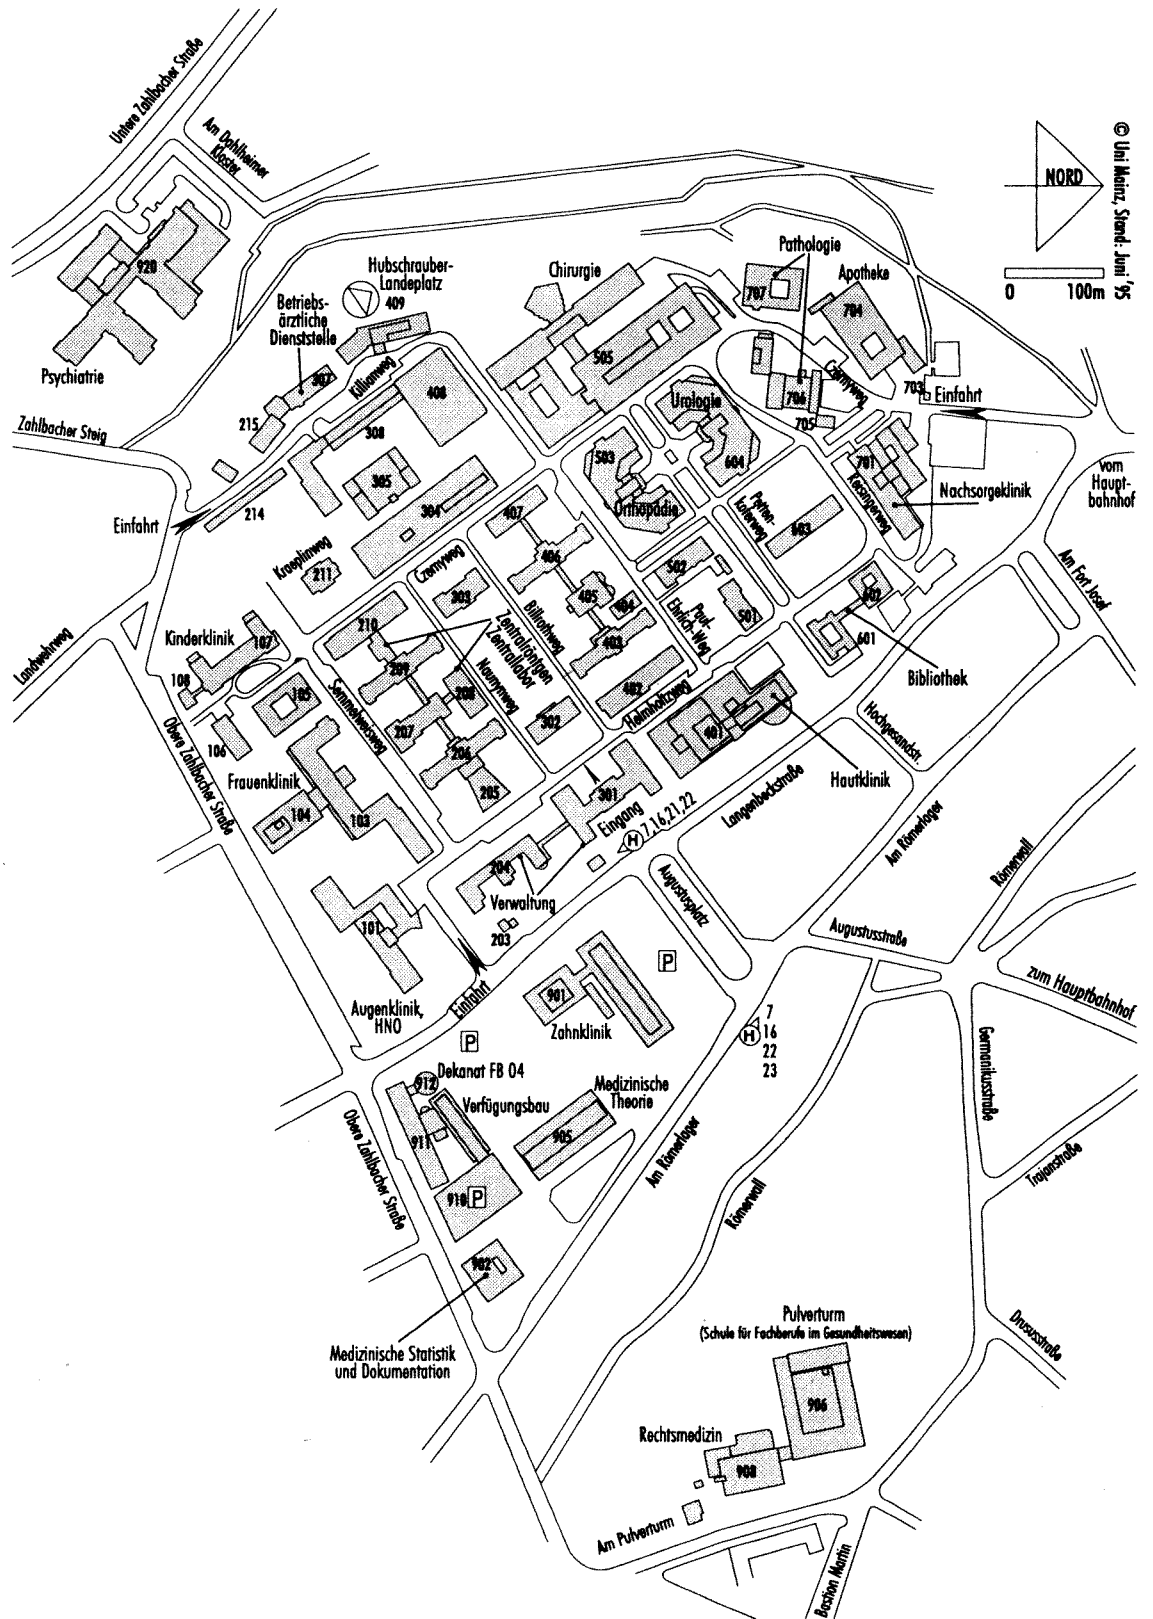 Untere Zahlbacher Straße
Am Dahlheimer
Kloster
© Uni Mainz, Stand: Juni '95
NORD
0 100m
920
Psychiatrie
Hubschrauber-
Landeplatz
409
Betriebs-
ärztliche
Dienststelle
307
Killianweg
215
308
408
Chirurgie
505
Pathologie
707
Apotheke
704
706
705
Czernyweg
703
Einfahrt
Urologie
604
503
Orthopädie
701
Kerschingerweg
Nachsorgeklinik
vom
Haupt-
bahnhof
Am Fort Josef
Zahlbacher Steig
Einfahrt
214
305
304
Kraepelinweg
211
Czernyweg
303
407
406
405
404
403
402
Billrothweg
Zentralröntgen
Zentrallabor
Naunynweg
502
501
Paul-
Ehrlich-Weg
Petten-
koferweg
603
602
601
Bibliothek
Landwehrweg
Kinderklinik
107
108
106
105
210
209
208
207
206
205
Semmelweisweg
302
Helmholtzweg
401
Hautklinik
Hochgesandstr.
Obere Zahlbacher Straße
Frauenklinik
104
103
301
Eingang
H 7,16,21,22
Langenbeckstraße
Am Römerlager
Römerwall
204
Verwaltung
203
Augustusplatz
Augustusstraße
zum Hauptbahnhof
101
Augenklinik,
HNO
Einfahrt
P
901
Zahnklinik
P
H
7
16
22
23
Germanikusstraße
912
Dekanat FB 04
Verfügungsbau
911
910
P
Medizinische
Theorie
905
Am Römerlager
Römerwall
Trajanstraße
Obere Zahlbacher Straße
902
Medizinische Statistik
und Dokumentation
Pulverturm
(Schule für Fachberufe im Gesundheitswesen)
906
Drususstraße
Rechtsmedizin
908
Am Pulverturm
Bastion Martin